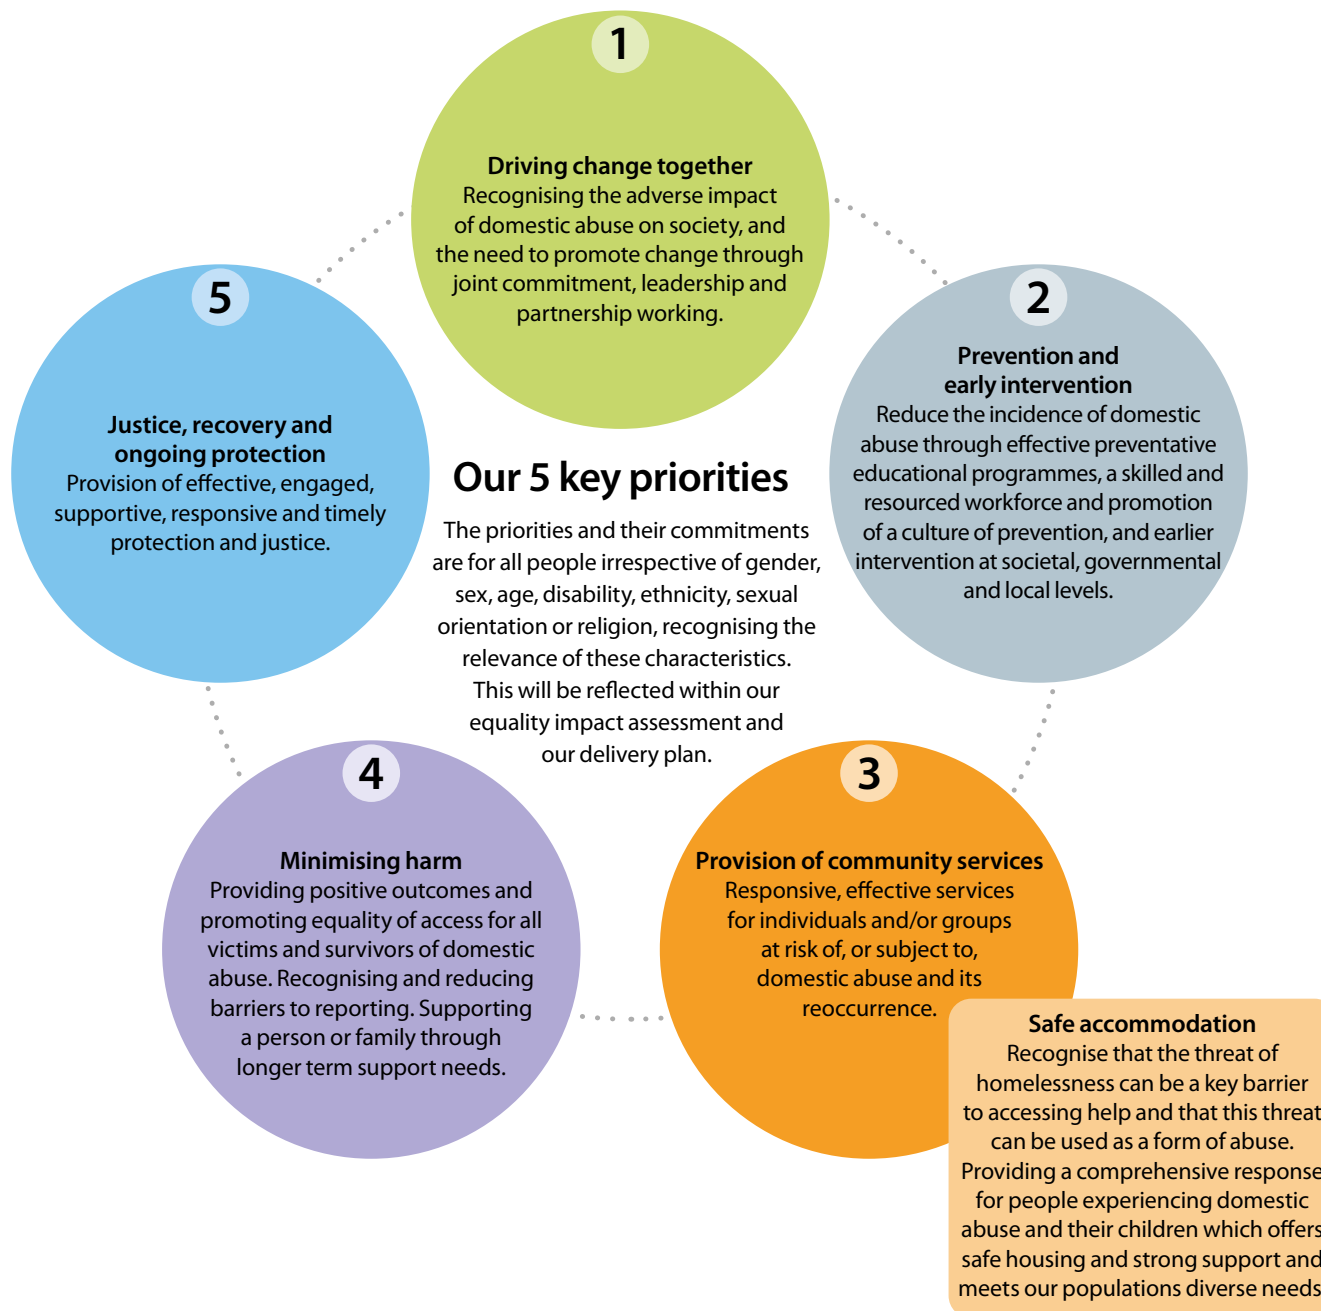 1
Driving change together
Recognising the adverse impact
of domestic abuse on society, and
the need to promote change through
joint commitment, leadership and
partnership working.
2
Prevention and
early intervention
Reduce the incidence of domestic
abuse through effective preventative
educational programmes, a skilled and
resourced workforce and promotion
of a culture of prevention, and earlier
intervention at societal, governmental
and local levels.
5
Justice, recovery and
ongoing protection
Provision of effective, engaged,
supportive, responsive and timely
protection and justice.
Our 5 key priorities
The priorities and their commitments
are for all people irrespective of gender,
sex, age, disability, ethnicity, sexual
orientation or religion, recognising the
relevance of these characteristics.
This will be reflected within our
equality impact assessment and
our delivery plan.
4
Minimising harm
Providing positive outcomes and
promoting equality of access for all
victims and survivors of domestic
abuse. Recognising and reducing
barriers to reporting. Supporting
a person or family through
longer term support needs.
3
Provision of community services
Responsive, effective services
for individuals and/or groups
at risk of, or subject to,
domestic abuse and its
reoccurrence.
Safe accommodation
Recognise that the threat of
homelessness can be a key barrier
to accessing help and that this threat
can be used as a form of abuse.
Providing a comprehensive response
for people experiencing domestic
abuse and their children which offers
safe housing and strong support and
meets our populations diverse needs